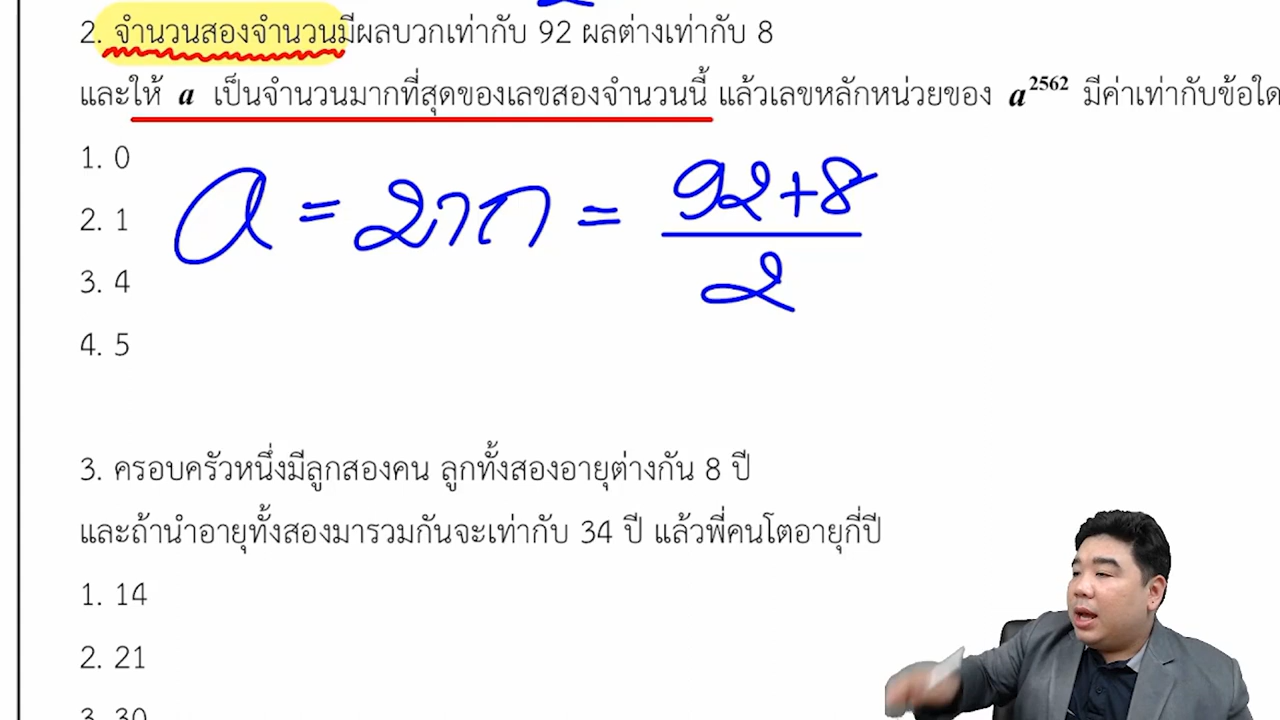 2. จำนวนสองจำนวนมีผลบวกเท่ากับ 92 ผลต่างเท่ากับ 8
และให้ a เป็นจำนวนมากที่สุดของเลขสองจำนวนนี้ แล้วเลขหลักหน่วยของ a^2562 มีค่าเท่ากับข้อใด
1. 0
a = มาก = (92+8)/2
2. 1
3. 4
4. 5
3. ครอบครัวหนึ่งมีลูกสองคน ลูกทั้งสองอายุต่างกัน 8 ปี
และถ้านำอายุทั้งสองมารวมกันจะเท่ากับ 34 ปี แล้วพี่คนโตอายุกี่ปี
1. 14
2. 21
3. 30